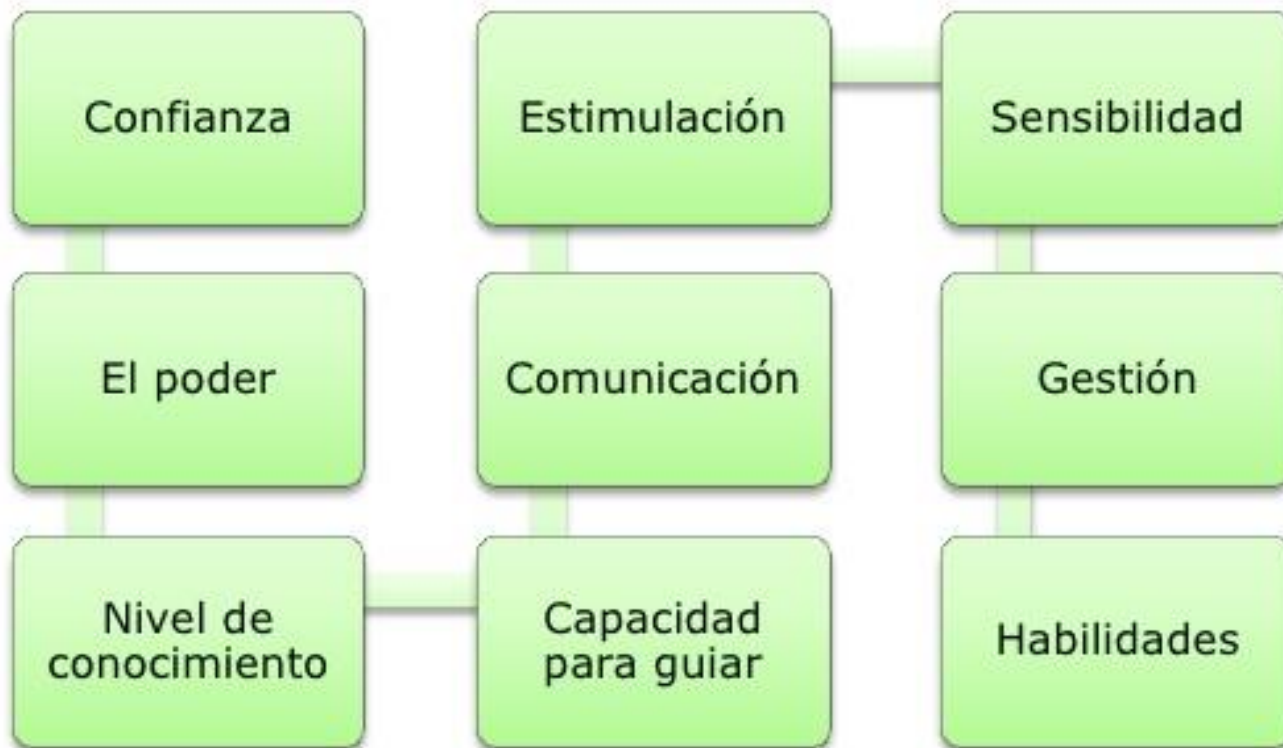 Confianza
Estimulación
Sensibilidad
El poder
Comunicación
Gestión
Nivel de
conocimiento
Capacidad
para guiar
Habilidades